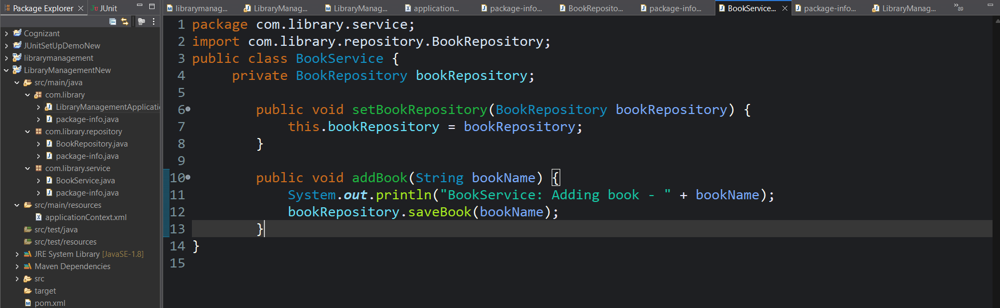 Package Explorer
JUnit
Cognizant
JUnitSetUpDemoNew
librarymanagement
LibraryManagementNew
src/main/java
com.library
LibraryManagementApplicatio
package-info.java
com.library.repository
BookRepository.java
package-info.java
com.library.service
BookService.java
package-info.java
src/main/resources
applicationContext.xml
src/test/java
src/test/resources
JRE System Library [JavaSE-1.8]
Maven Dependencies
src
target
pom.xml
librarymanag...
LibraryManag...
LibraryManag...
application...
package-info...
BookReposito...
package-info...
BookService...
package-info...
LibraryManag...
»89
1 package com.library.service;
2 import com.library.repository.BookRepository;
3 public class BookService {
4 private BookRepository bookRepository;
5
6 public void setBookRepository(BookRepository bookRepository) {
7 this.bookRepository = bookRepository;
8 }
9
10 public void addBook(String bookName) {
11 System.out.println("BookService: Adding book - " + bookName);
12 bookRepository.saveBook(bookName);
13 }
14 }
15